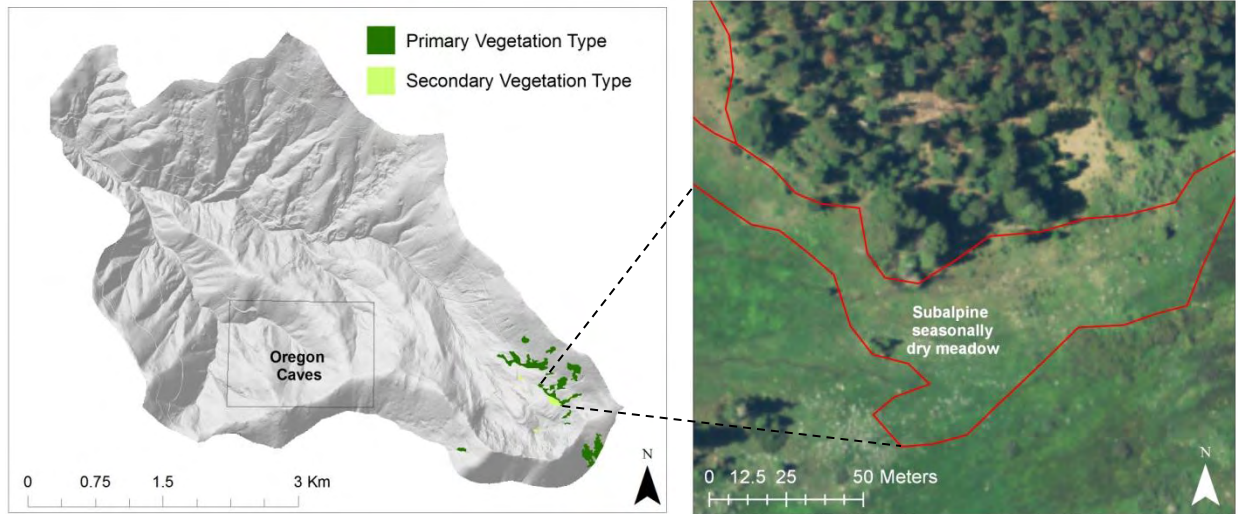 Primary Vegetation Type
Secondary Vegetation Type
Oregon
Caves
N
0 0.75 1.5 3 Km
Subalpine
seasonally
dry meadow
N
0 12.5 25 50 Meters